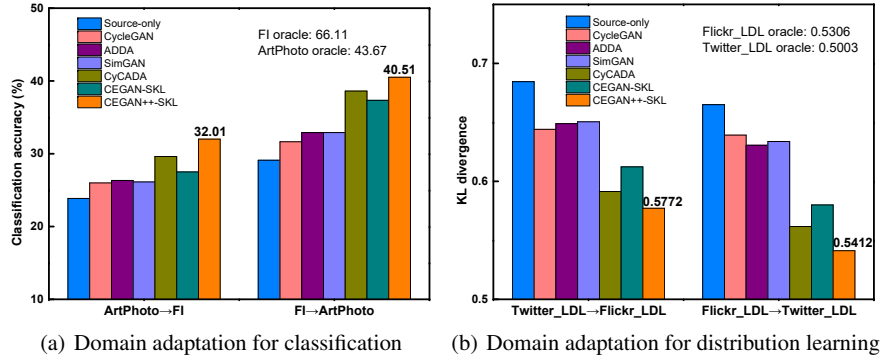 Source-only
CycleGAN
ADDA
SimGAN
CyCADA
CEGAN-SKL
CEGAN++-SKL
FI oracle: 66.11
ArtPhoto oracle: 43.67
50
40
30
20
10
Classification accuracy (%)
32.01
40.51
ArtPhoto→FI
FI→ArtPhoto
(a) Domain adaptation for classification
Source-only
CycleGAN
ADDA
SimGAN
CyCADA
CEGAN-SKL
CEGAN++-SKL
Flickr_LDL oracle: 0.5306
Twitter_LDL oracle: 0.5003
0.7
0.6
0.5
KL divergence
0.5772
0.5412
Twitter_LDL→Flickr_LDL
Flickr_LDL→Twitter_LDL
(b) Domain adaptation for distribution learning